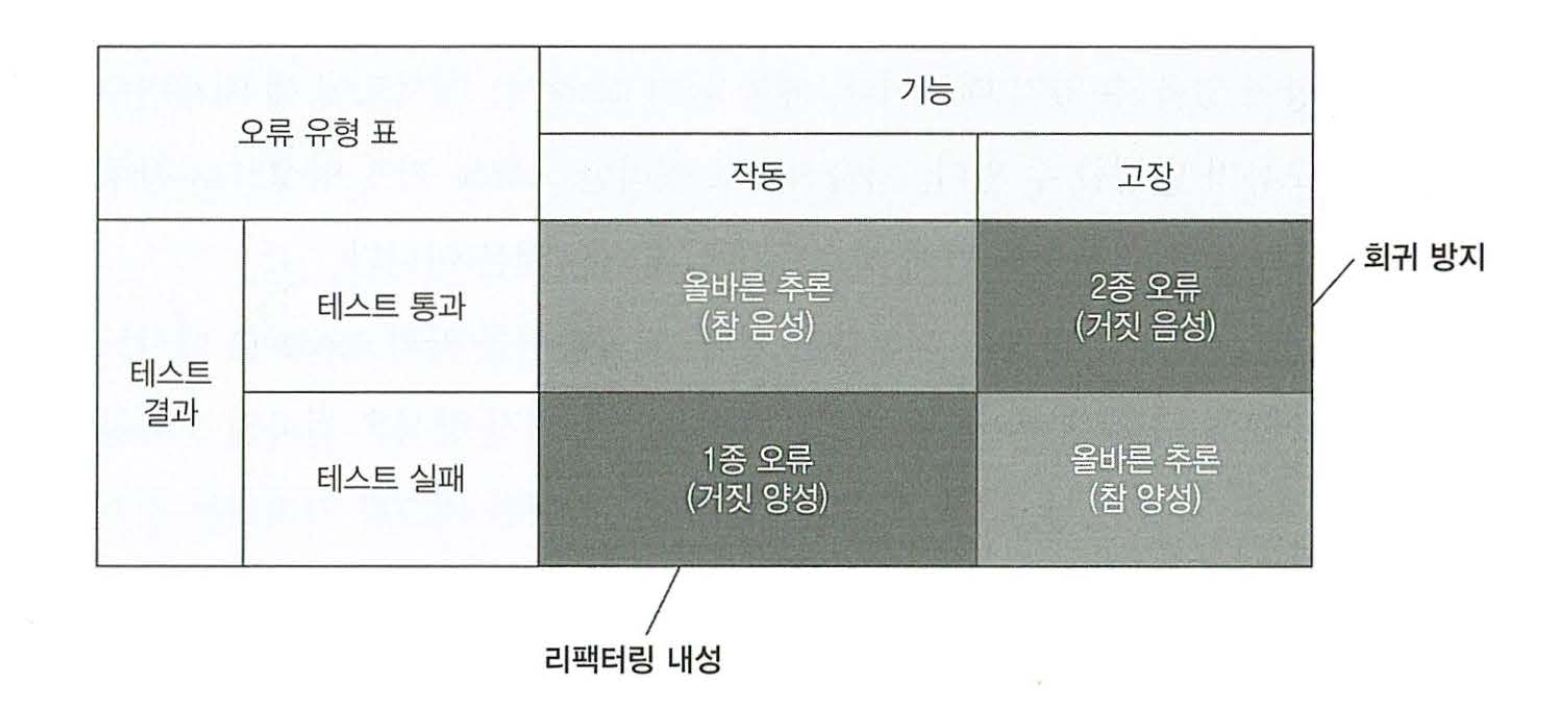 오류 유형 표
기능
작동
고장
테스트
결과
테스트 통과
올바른 추론
(참 음성)
2종 오류
(거짓 음성)
회귀 방지
테스트 실패
1종 오류
(거짓 양성)
올바른 추론
(참 양성)
리팩터링 내성